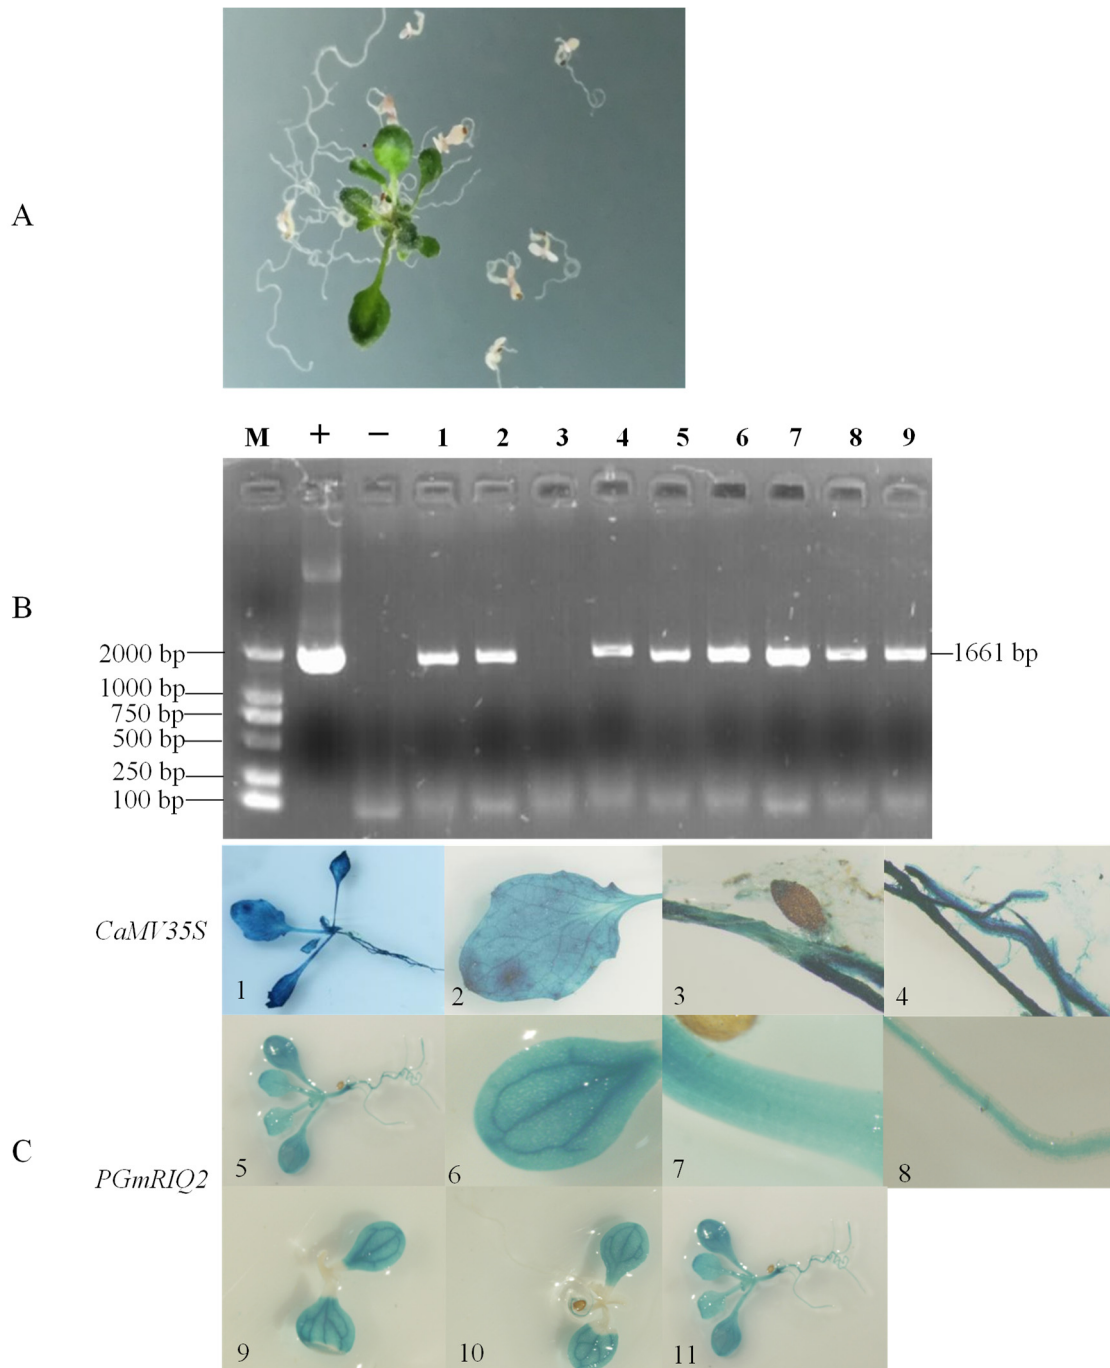 A
M + − 1 2 3 4 5 6 7 8 9
B
2000 bp
1661 bp
1000 bp
750 bp
500 bp
250 bp
100 bp
CaMV35S
1 2 3 4
C
PGmRIQ2
5 6 7 8
9 10 11